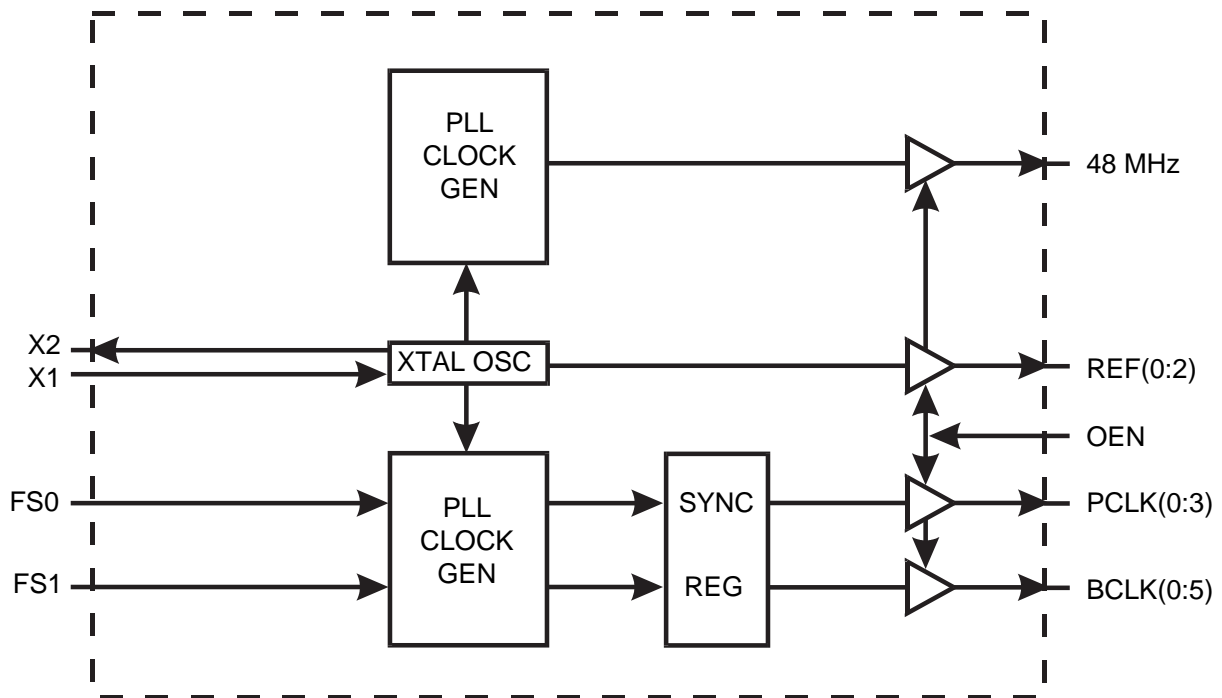 PLL
CLOCK
GEN
48 MHz
X2
X1
XTAL OSC
REF(0:2)
OEN
FS0
FS1
PLL
CLOCK
GEN
SYNC
REG
PCLK(0:3)
BCLK(0:5)